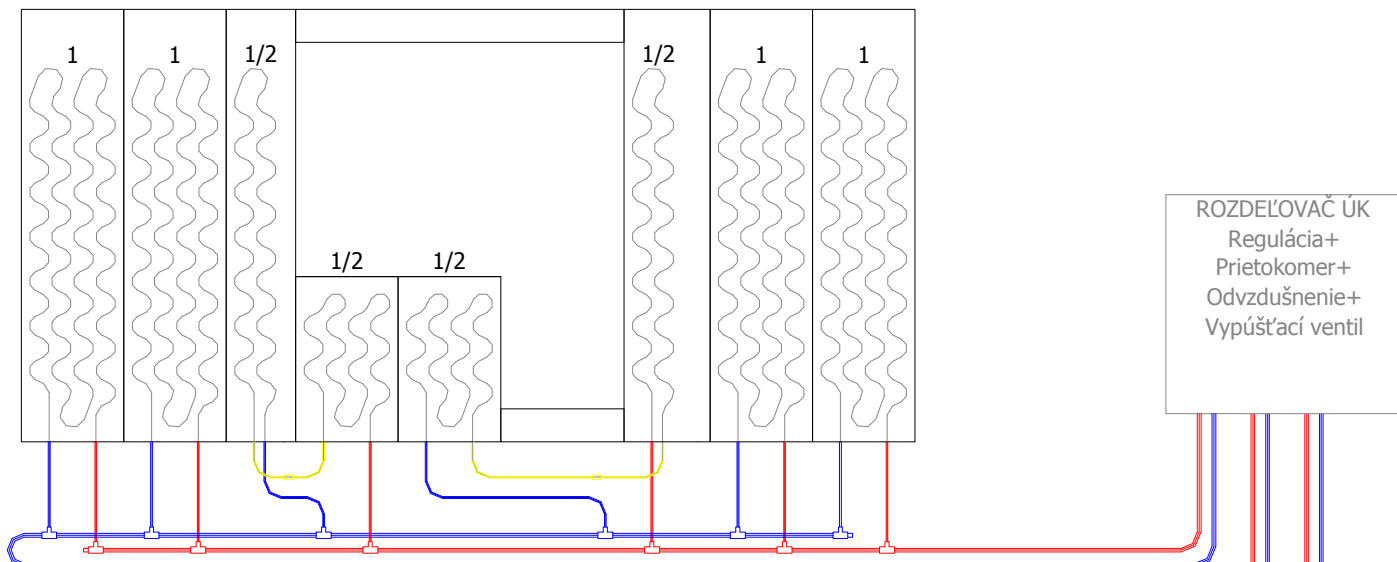 1
1
1/2
1/2
1
1
1/2
1/2
ROZDEĽOVAČ ÚK
Regulácia+
Prietokomer+
Odvzdušnenie+
Vypúšťací ventil